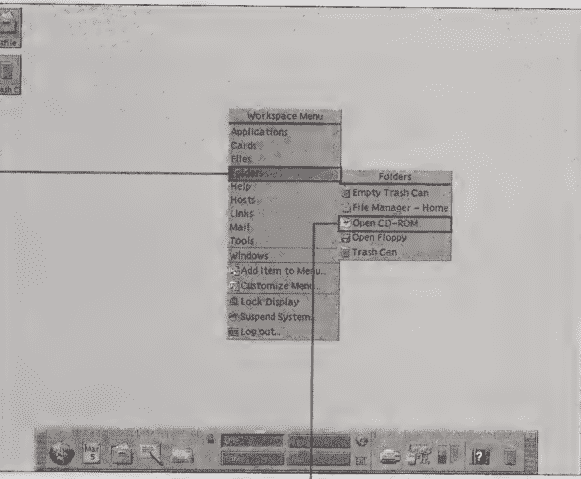 Workspace Menu
Applications
Cards
Files
Folders
Help
Hosts
Links
Mail
Tools
Windows
Add Item to Menu...
Customize Menu...
Lock Display
Suspend System...
Log out...
Folders
Empty Trash Can
File Manager - Home
Open CD-ROM
Open Floppy
Trash Can
Mar
5
?